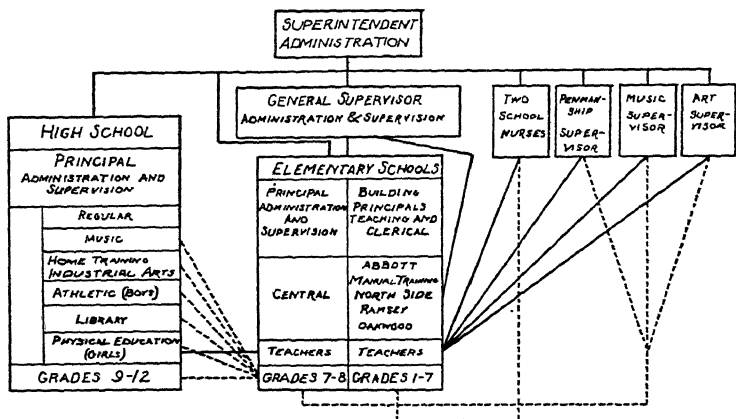 SUPERINTENDENT
ADMINISTRATION
GENERAL SUPERVISOR
ADMINISTRATION & SUPERVISION
TWO
SCHOOL
NURSES
PENMAN-
SHIP
SUPERVISOR
MUSIC
SUPER-
VISOR
ART
SUPER-
VISOR
HIGH SCHOOL
PRINCIPAL
ADMINISTRATION AND
SUPERVISION
REGULAR
MUSIC
HOME TRAINING
INDUSTRIAL ARTS
ATHLETIC (BOYS)
LIBRARY
PHYSICAL EDUCATION
(GIRLS)
GRADES 9-12
ELEMENTARY SCHOOLS
PRINCIPAL
ADMINISTRATION
AND
SUPERVISION
BUILDING
PRINCIPALS
TEACHING AND
CLERICAL
CENTRAL
ABBOTT
MANUAL TRAINING
NORTH SIDE
RAMSEY
OAKWOOD
TEACHERS
TEACHERS
GRADES 7-8
GRADES 1-7